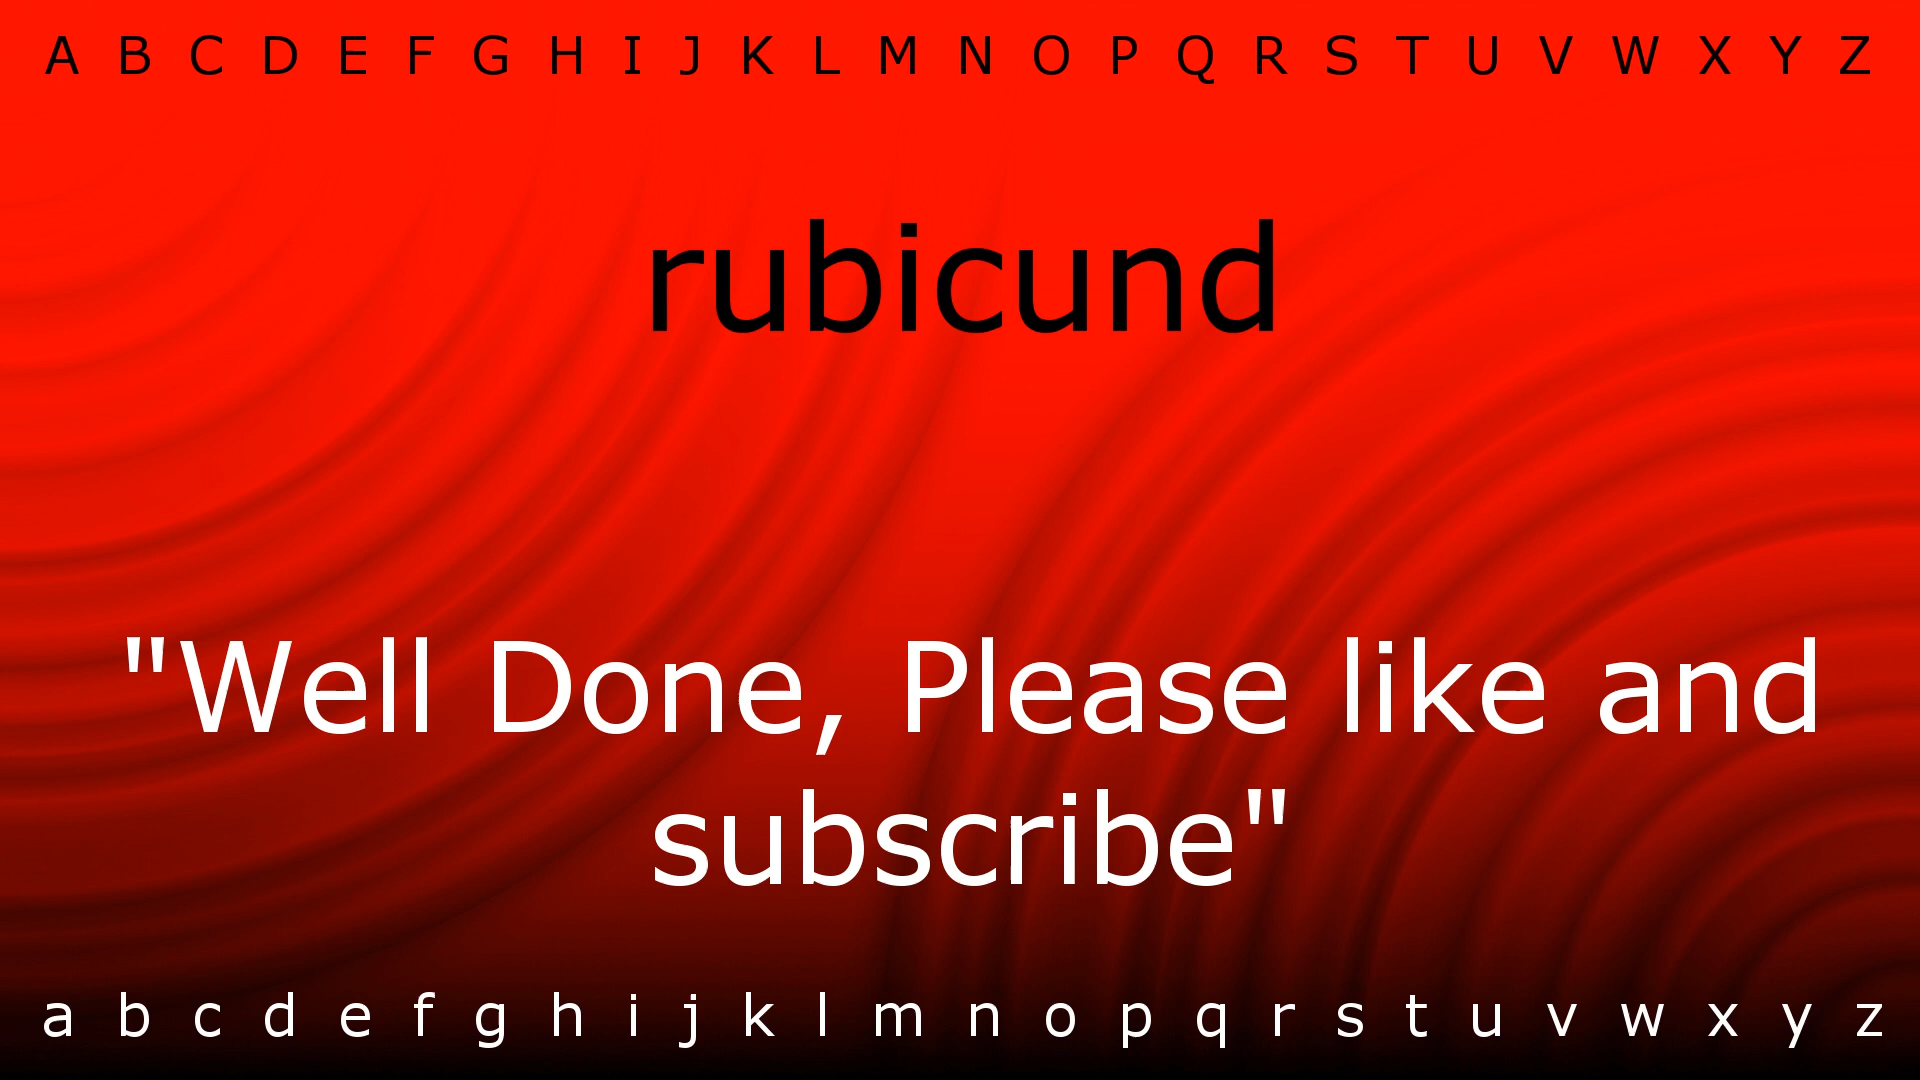 A B C D E F G H I J K L M N O P Q R S T U V W X Y Z
rubicund
"Well Done, Please like and
subscribe"
a b c d e f g h i j k l m n o p q r s t u v w x y z